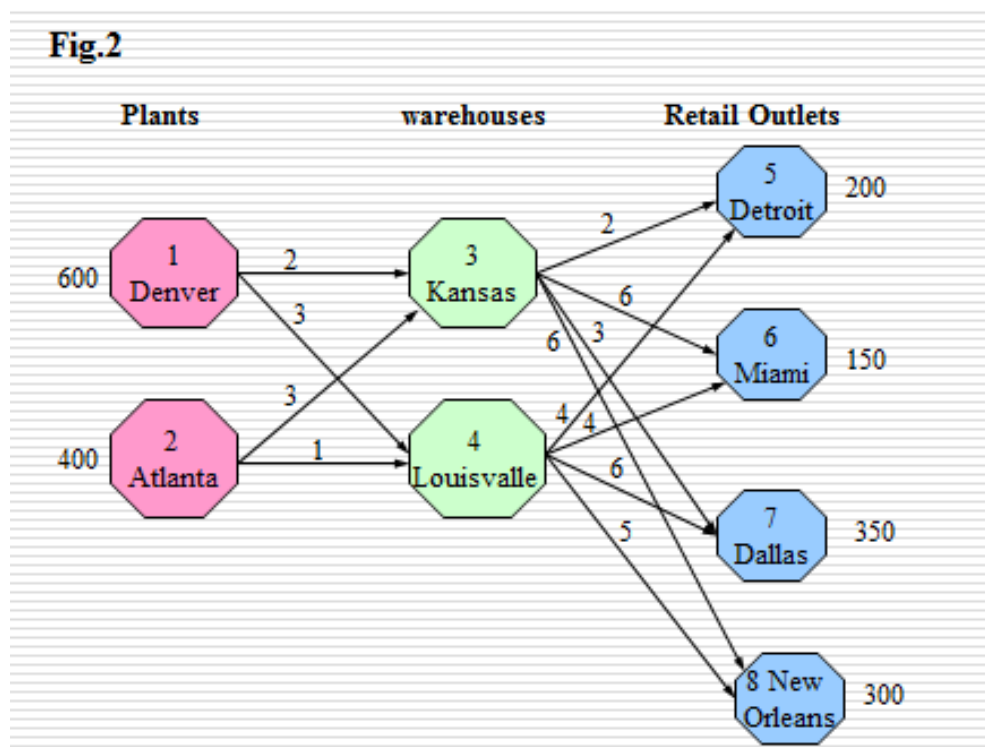 Fig.2
Plants warehouses Retail Outlets
5
Detroit
200
2
1
Denver
600
2
3
Kansas
3
6
3
6
6
Miami
150
3
4
4
2
Atlanta
400
1
4
Louisvalle
6
5
7
Dallas
350
8 New
Orleans
300